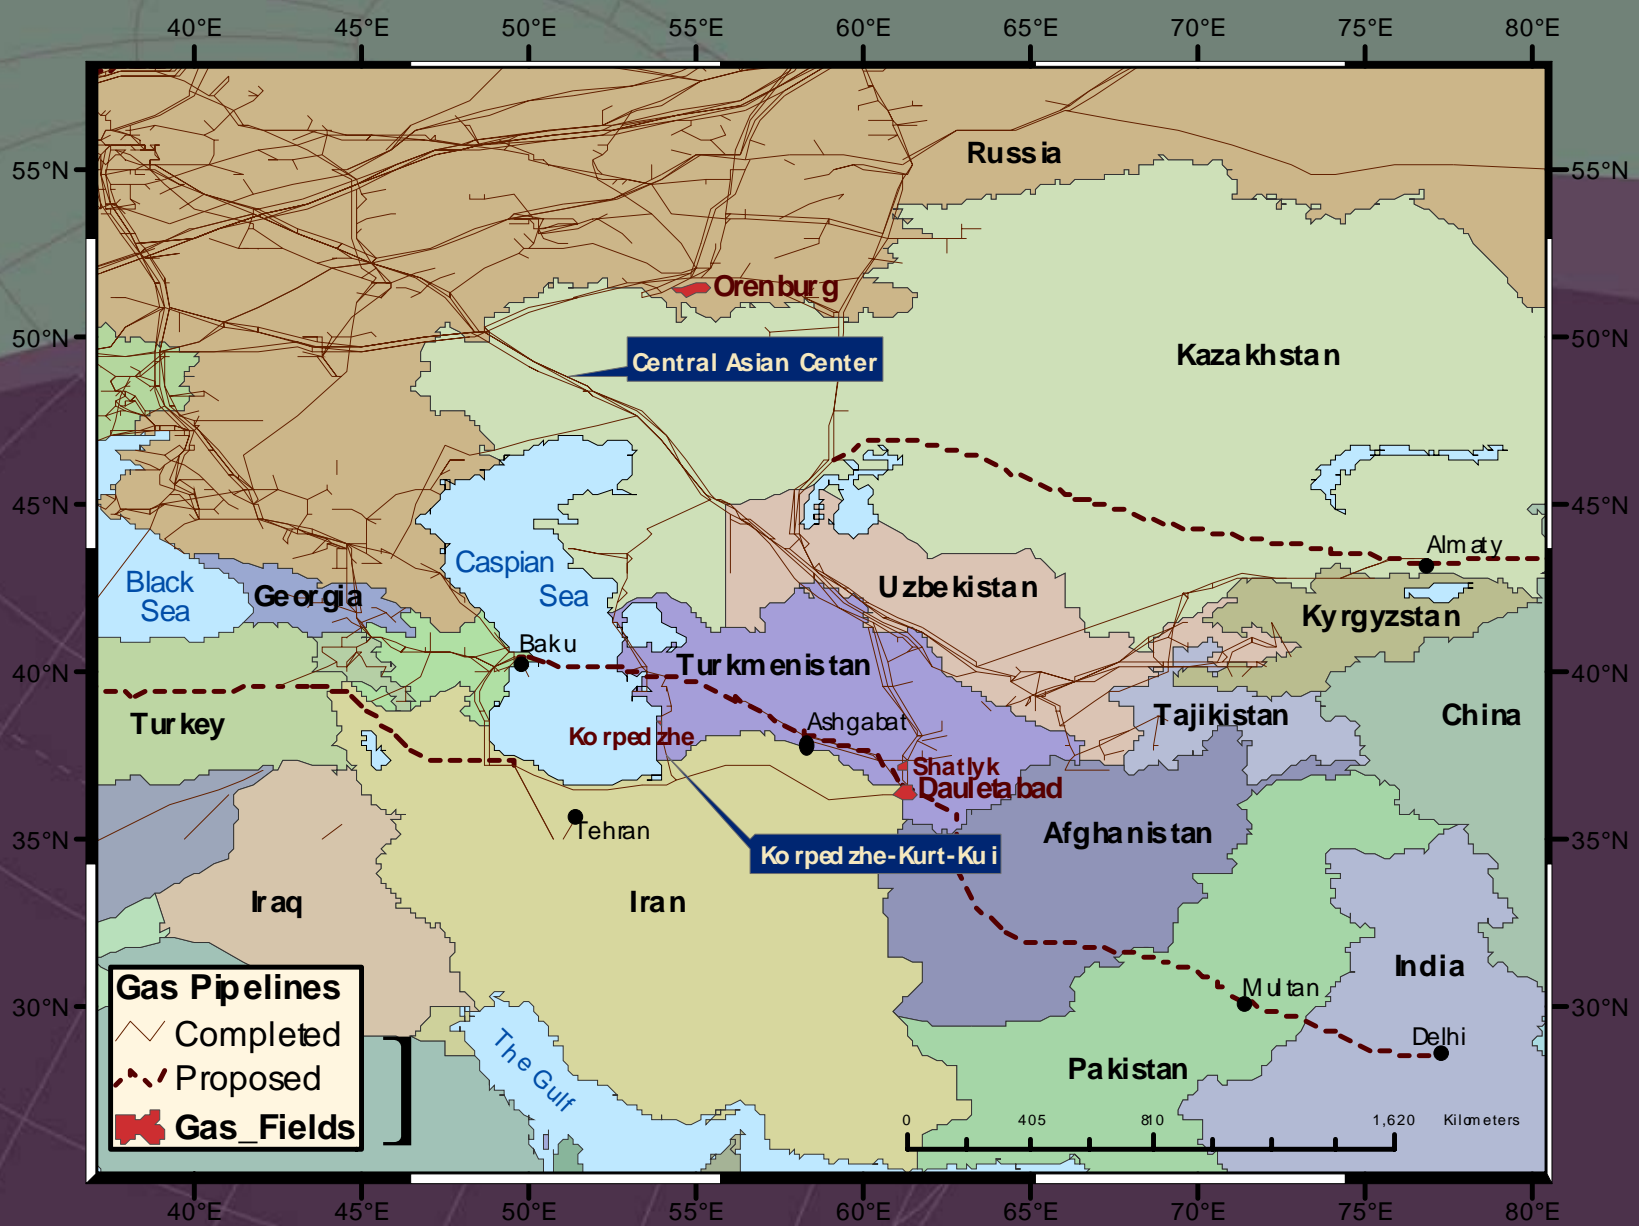 40°E 45°E 50°E 55°E 60°E 65°E 70°E 75°E 80°E
Russia
55°N 55°N
Orenburg
50°N 50°N
Central Asian Center
Kazakhstan
45°N 45°N
Almaty
Caspian
Sea
Black
Sea
Georgia
Uzbekistan
Kyrgyzstan
Baku
Turkmenistan
40°N 40°N
Turkey
Korpedzhe
Ashgabat
Tajikistan
China
Shatlyk
Dauletabad
Tehran
Afghanistan
35°N 35°N
Korpedzhe-Kurt-Kui
Iraq
Iran
India
Gas Pipelines
Completed
Proposed
Gas_Fields
Multan
30°N 30°N
Delhi
The Gulf
Pakistan
0 405 810 1,620 Kilometers
40°E 45°E 50°E 55°E 60°E 65°E 70°E 75°E 80°E